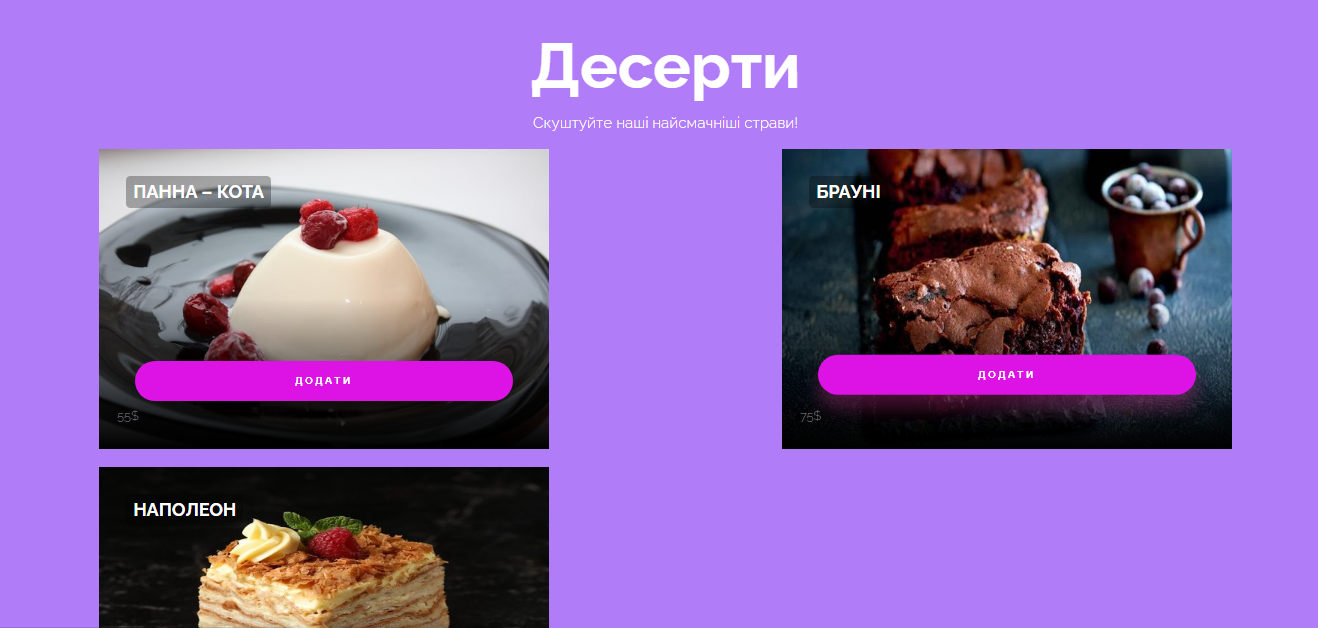 Десерти
Скуштуйте наші найсмачніші страви!
ПАННА – КОТА
ДОДАТИ
55$
БРАУНІ
ДОДАТИ
75$
НАПОЛЕОН